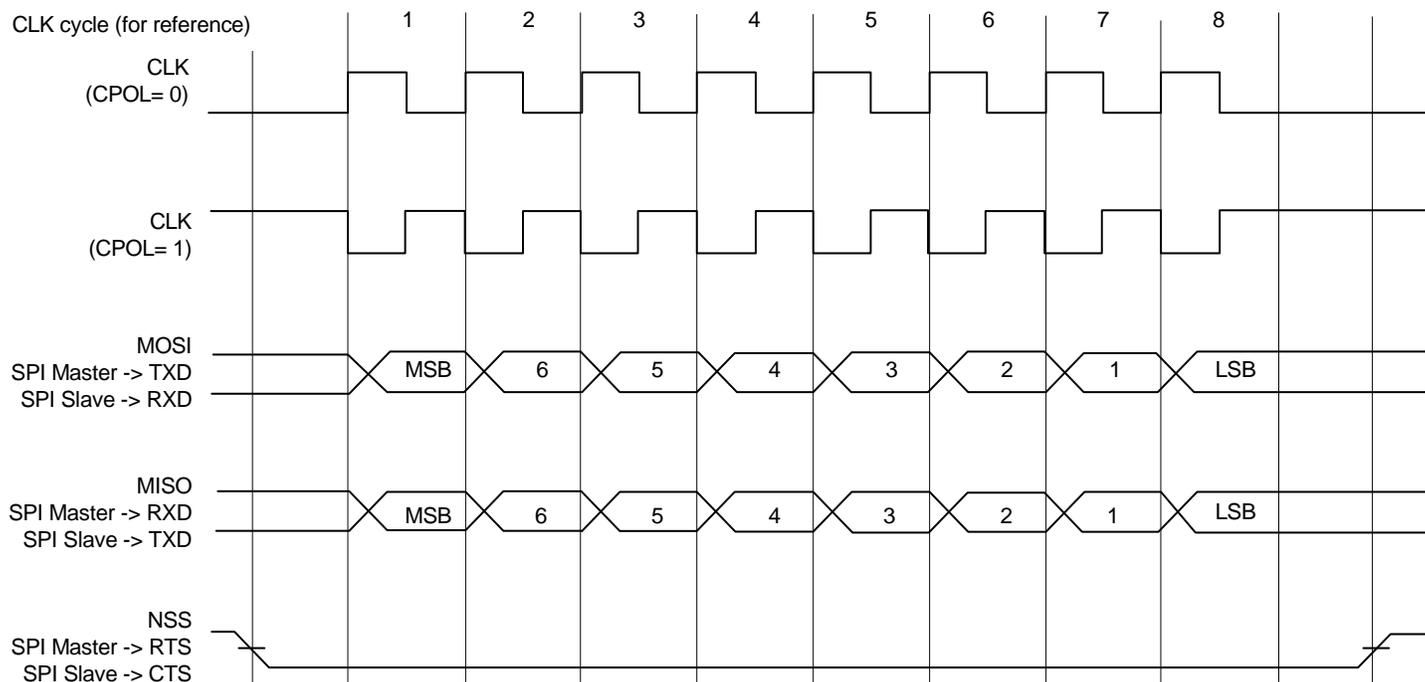 CLK cycle (for reference)
1 2 3 4 5 6 7 8
CLK
(CPOL= 0)
CLK
(CPOL= 1)
MOSI
SPI Master -> TXD
SPI Slave -> RXD
MSB 6 5 4 3 2 1 LSB
MISO
SPI Master -> RXD
SPI Slave -> TXD
MSB 6 5 4 3 2 1 LSB
NSS
SPI Master -> RTS
SPI Slave -> CTS